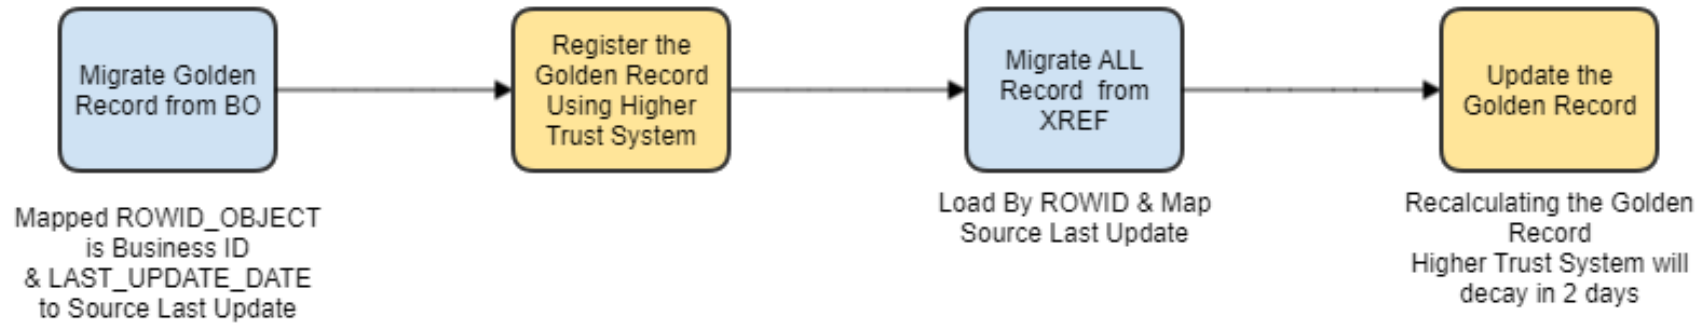 Migrate Golden
Record from BO
Register the
Golden Record
Using Higher
Trust System
Migrate ALL
Record from
XREF
Update the
Golden Record
Mapped ROWID_OBJECT
is Business ID
& LAST_UPDATE_DATE
to Source Last Update
Load By ROWID & Map
Source Last Update
Recalculating the Golden
Record
Higher Trust System will
decay in 2 days